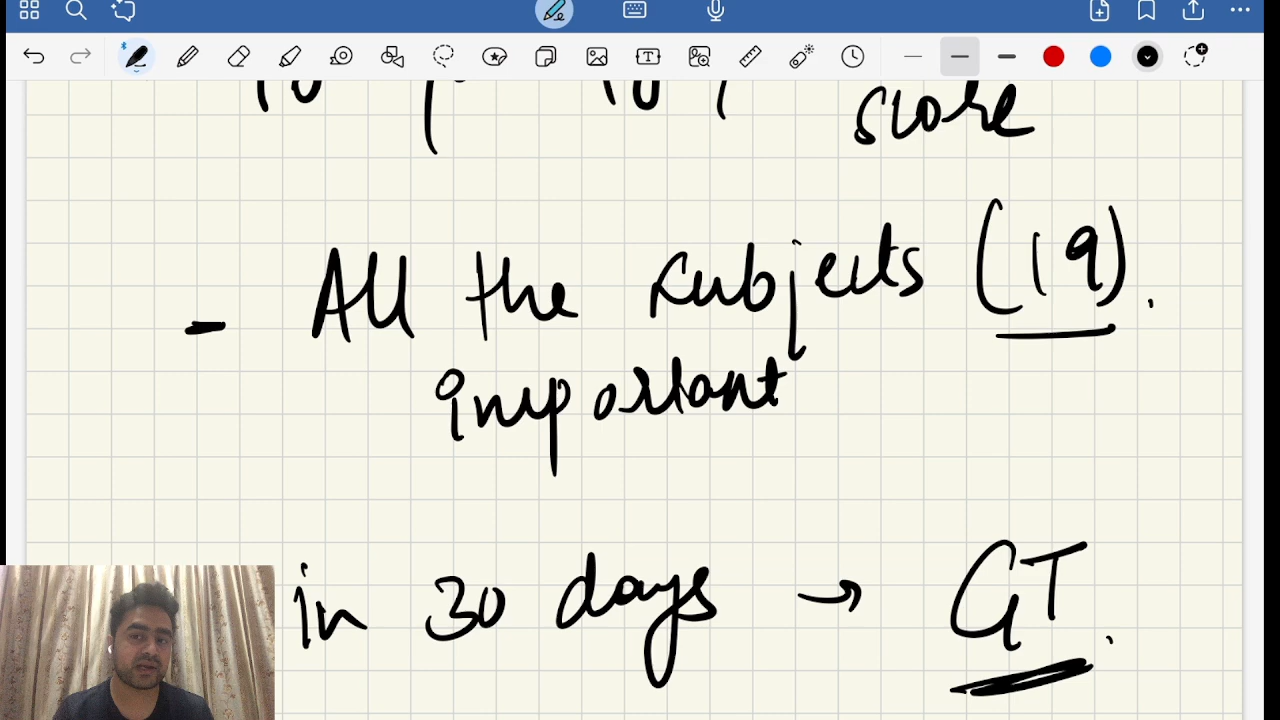 score
- All the subjects (19).
important
in 30 days → GT.